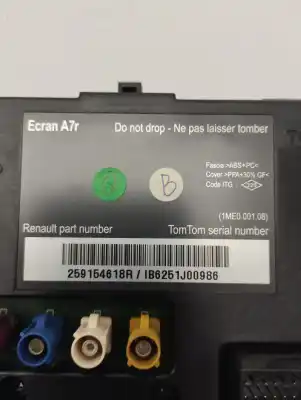 Ecran A7r
Do not drop - Ne pas laisser tomber
Fascia >ABS+PC<
Cover >PPA+30% GF<
Code ITG :
B
(1ME0.001.08)
Renault part number
TomTom serial number
259154618R / IB6251J00986